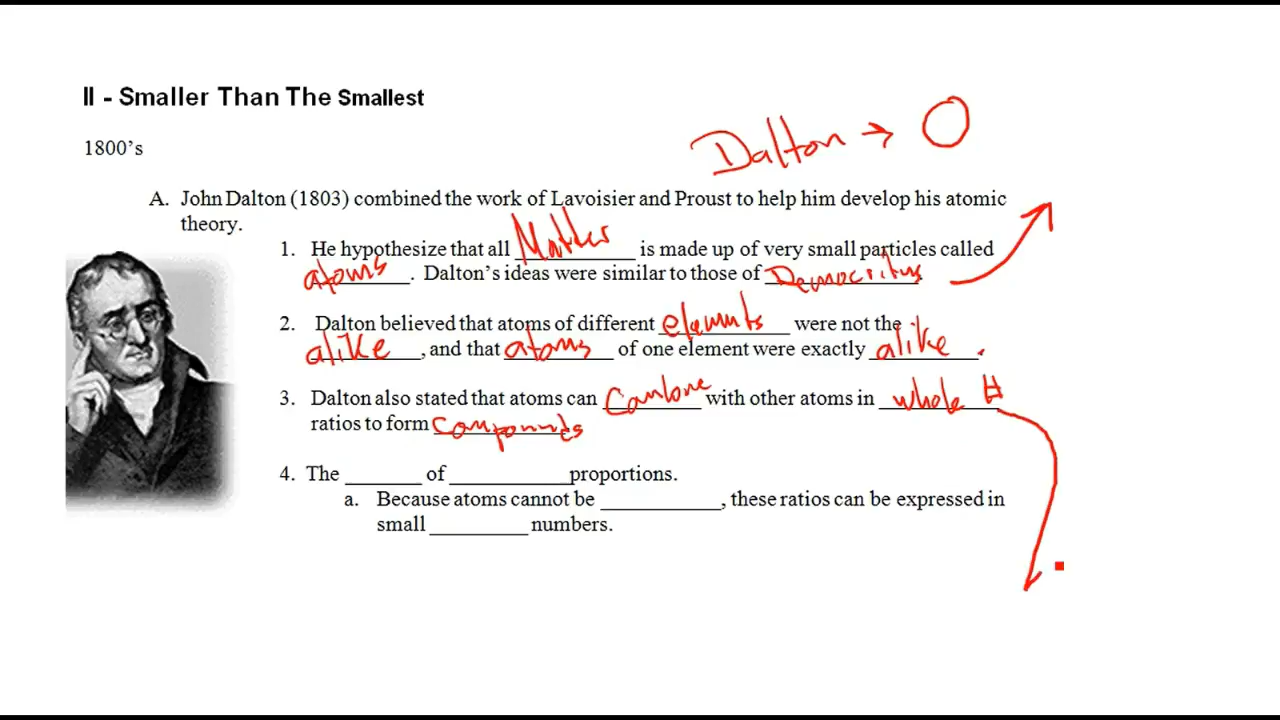 II - Smaller Than The Smallest
Dalton → O
1800's
A. John Dalton (1803) combined the work of Lavoisier and Proust to help him develop his atomic
theory.
1. He hypothesize that all Matter is made up of very small particles called
atoms. Dalton's ideas were similar to those of Democritus
2. Dalton believed that atoms of different elements were not the
alike, and that atoms of one element were exactly alike.
3. Dalton also stated that atoms can combine with other atoms in whole #
ratios to form compounds
4. The _______ of ___________proportions.
a. Because atoms cannot be ___________, these ratios can be expressed in
small _________ numbers.